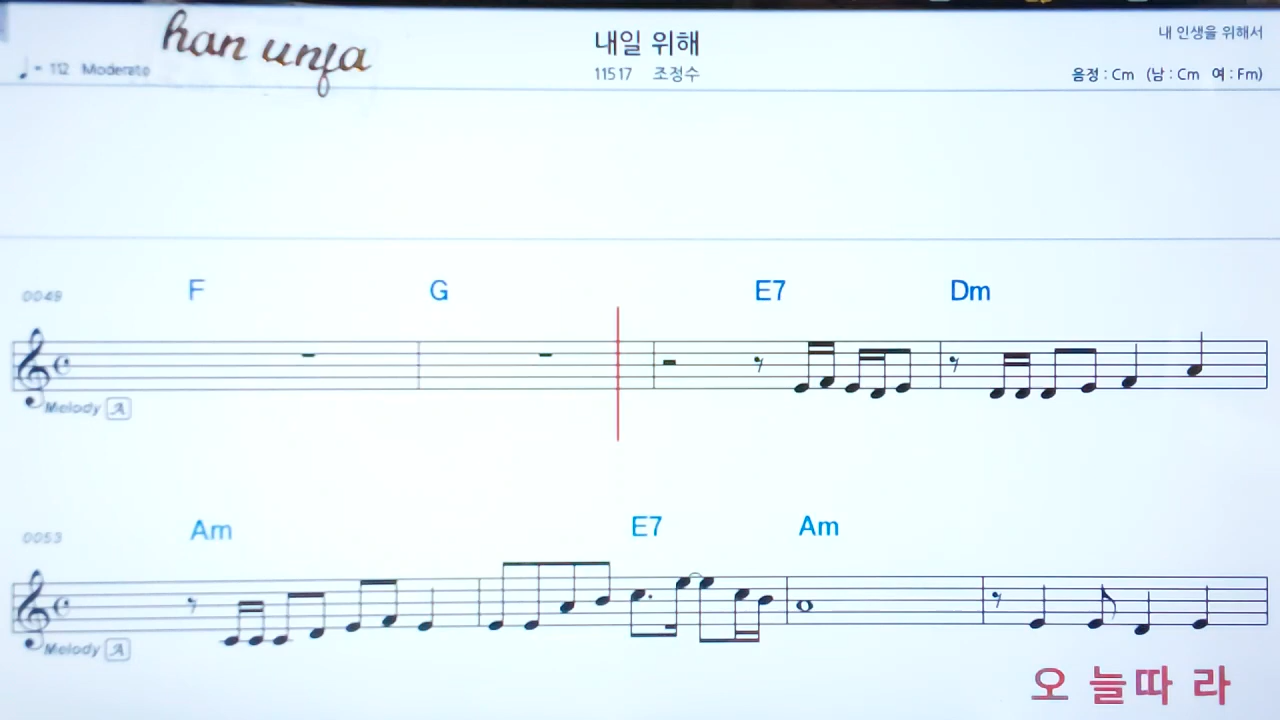 han unfa
내일 위해
내 인생을 위해서
♩= 112 Moderato
11517 조정수
음정 : Cm (남 : Cm 여 : Fm)
0049 F G E7 Dm
Melody A
0053 Am E7 Am
Melody A
오 늘따 라